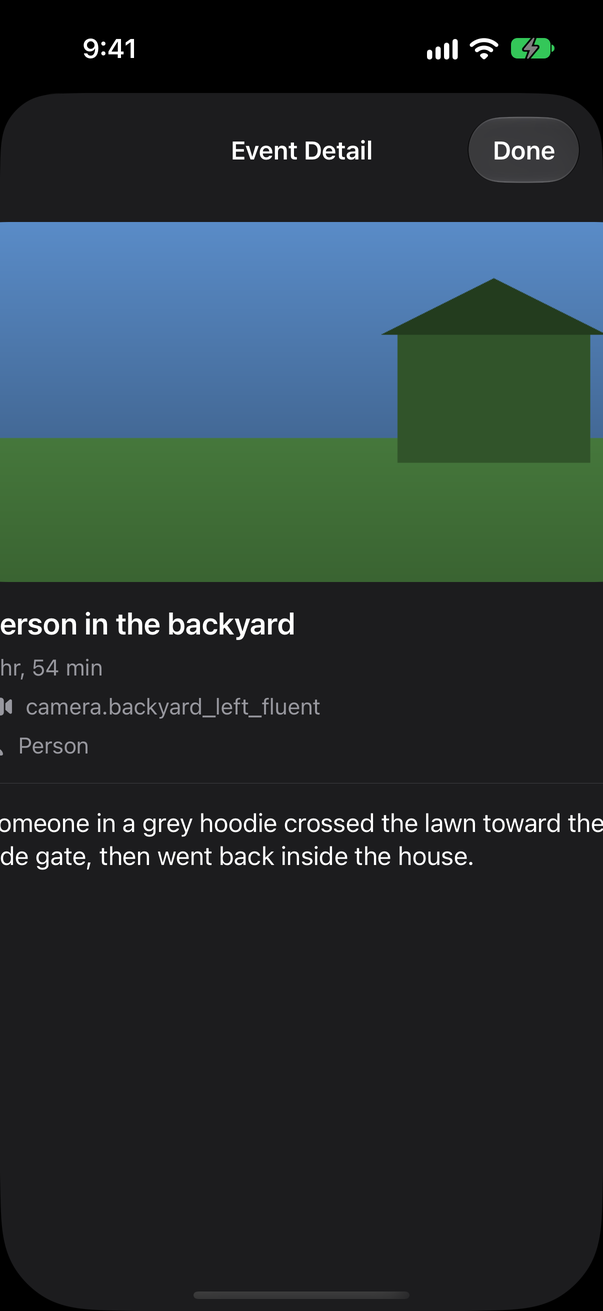 9:41
Event Detail
Done
erson in the backyard
hr, 54 min
camera.backyard_left_fluent
Person
omeone in a grey hoodie crossed the lawn toward the
de gate, then went back inside the house.